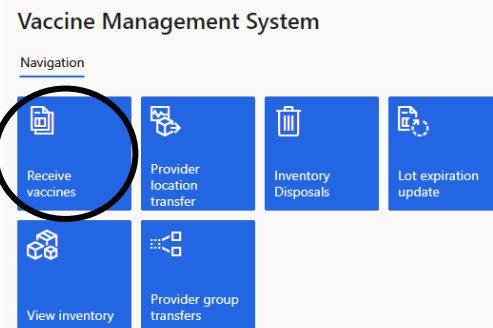 Vaccine Management System
Navigation
Receive
vaccines
Provider
location
transfer
Inventory
Disposals
Lot expiration
update
View inventory
Provider group
transfers